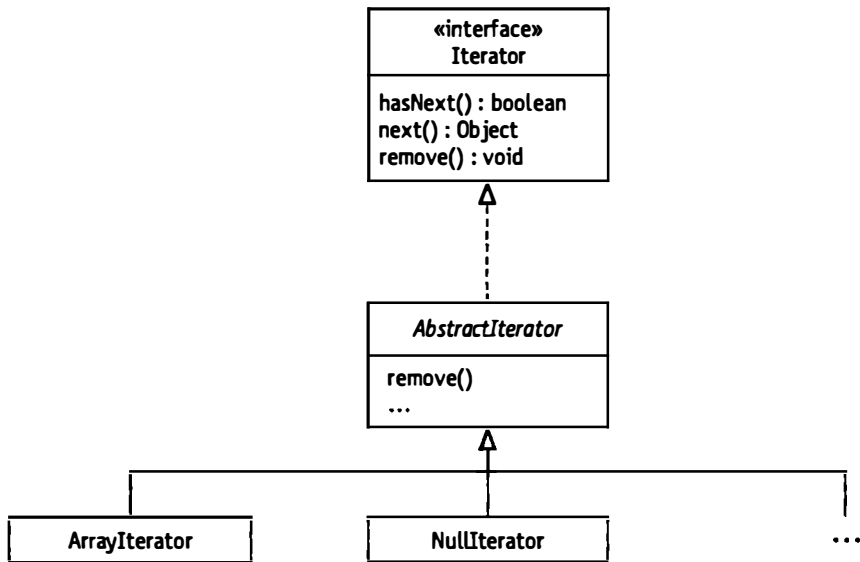 «interface»
Iterator
hasNext() : boolean
next() : Object
remove() : void
AbstractIterator
remove()
...
ArrayIterator
NullIterator
...